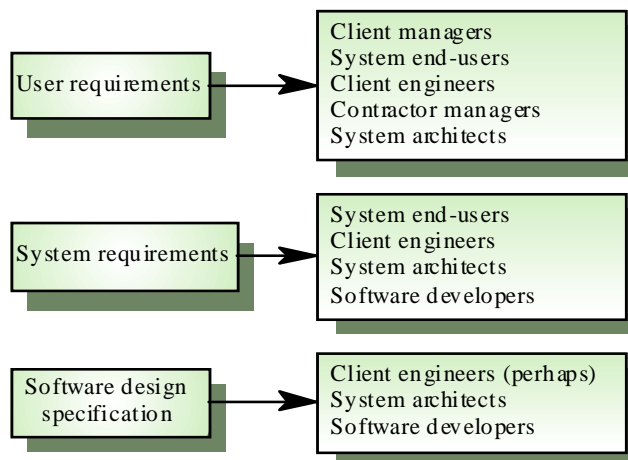 User requirements
Client managers
System end-users
Client engineers
Contractor managers
System architects
System requirements
System end-users
Client engineers
System architects
Software developers
Software design
specification
Client engineers (perhaps)
System architects
Software developers